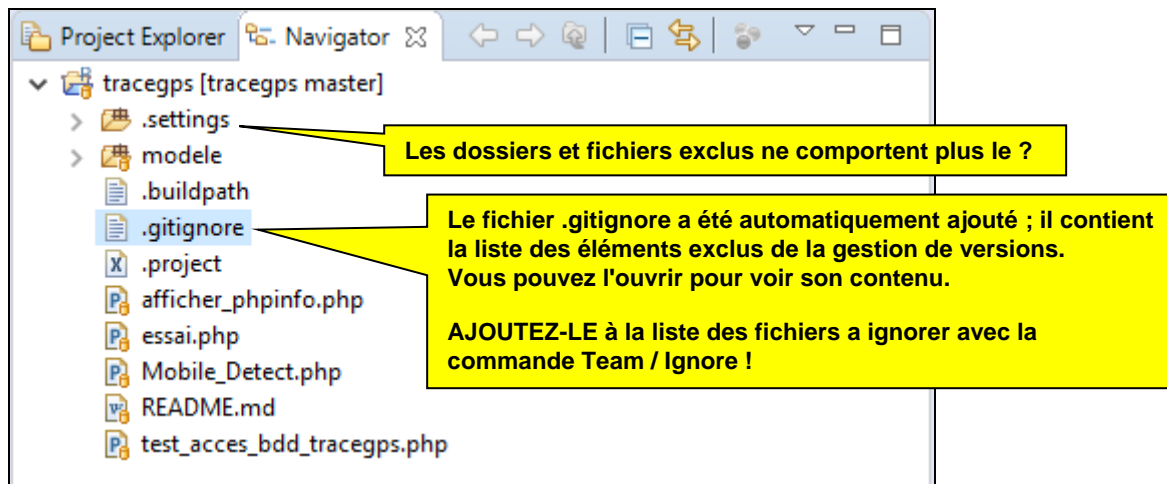 Project Explorer Navigator
tracegps [tracegps master]
.settings
Les dossiers et fichiers exclus ne comportent plus le ?
modele
.buildpath
.gitignore
Le fichier .gitignore a été automatiquement ajouté ; il contient
la liste des éléments exclus de la gestion de versions.
Vous pouvez l'ouvrir pour voir son contenu.
AJOUTEZ-LE à la liste des fichiers a ignorer avec la
commande Team / Ignore !
.project
afficher_phpinfo.php
essai.php
Mobile_Detect.php
README.md
test_acces_bdd_tracegps.php